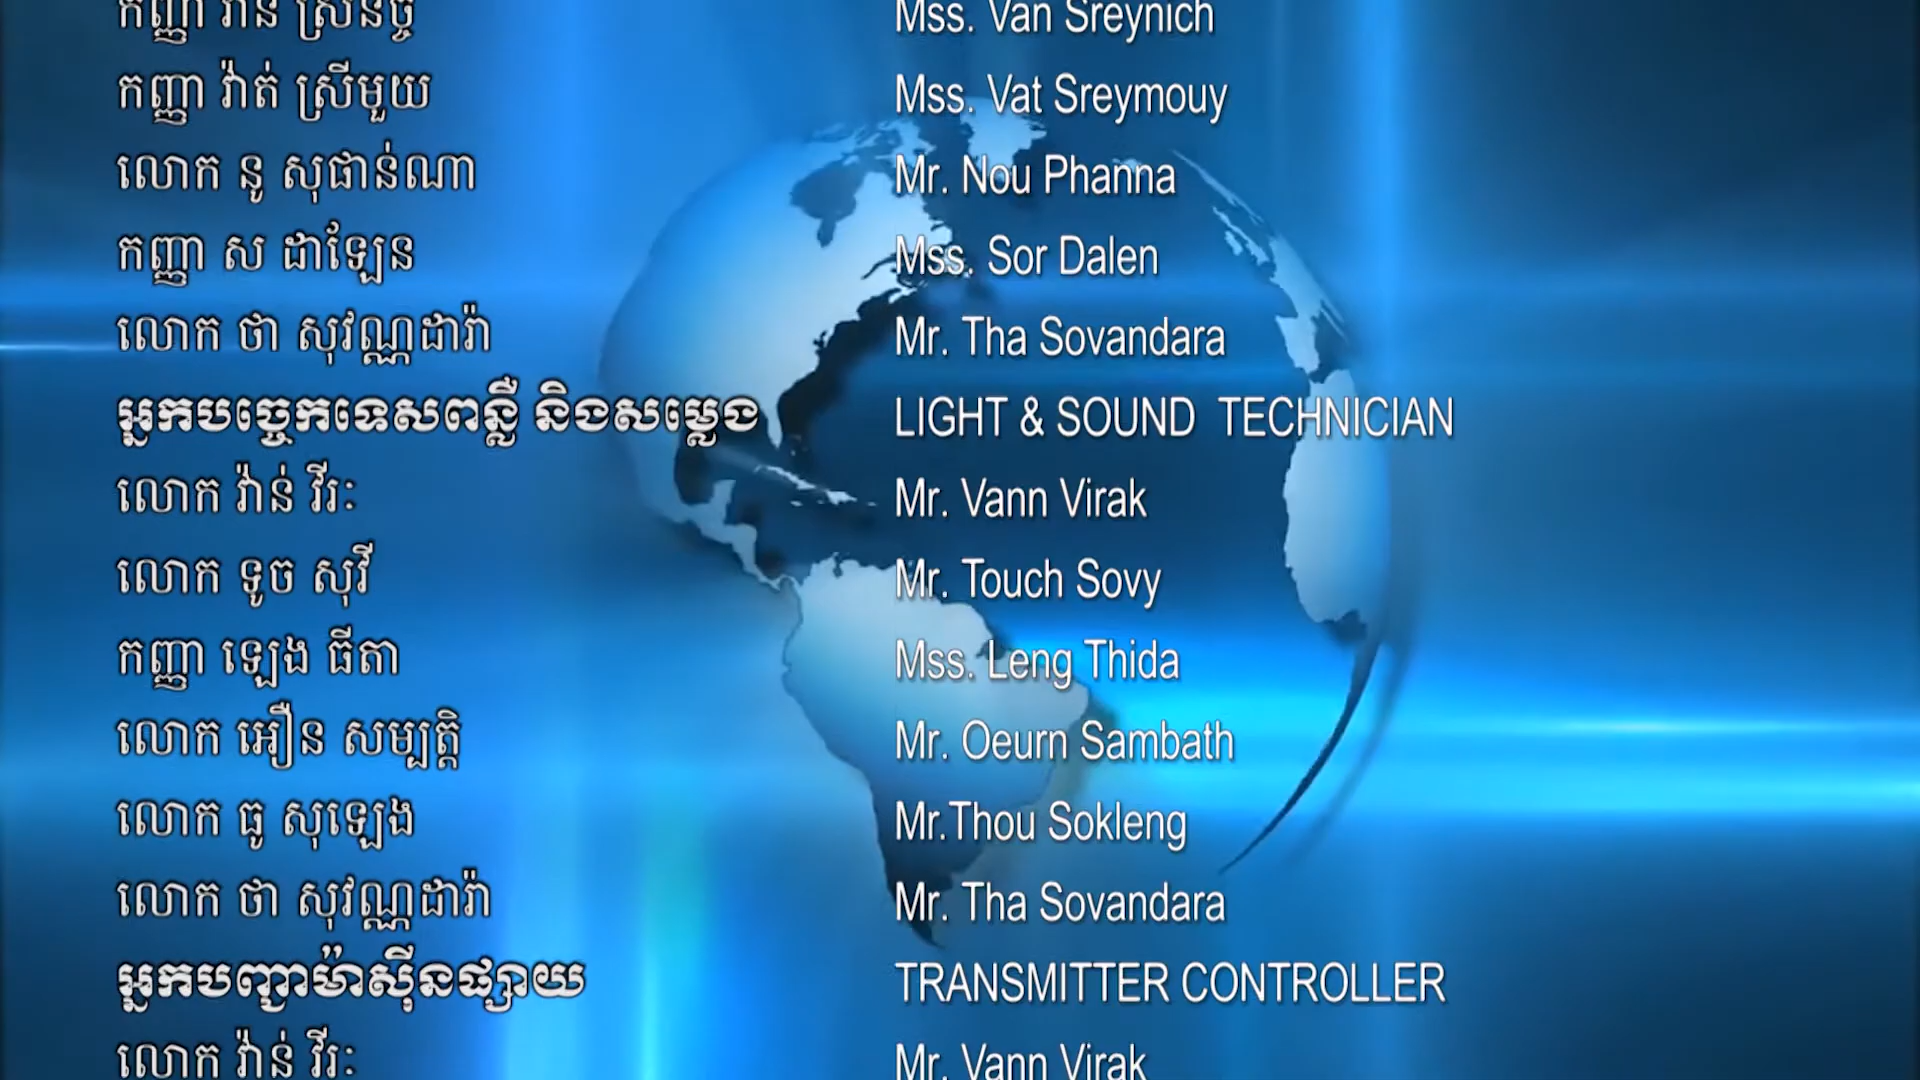 កញ្ញា វ៉ាន់ ស្រីនិច្ច Mss. Van Sreynich
កញ្ញា វ៉ាត់ ស្រីមួយ Mss. Vat Sreymouy
លោក នូ សុផាន់ណា Mr. Nou Phanna
កញ្ញា ស ដាឡែន Mss. Sor Dalen
លោក ថា សុវណ្ណដារ៉ា Mr. Tha Sovandara
អ្នកបច្ចេកទេសពន្លឺ និងសម្លេង LIGHT & SOUND TECHNICIAN
លោក វ៉ាន់ វីរៈ Mr. Vann Virak
លោក ទូច សុវី Mr. Touch Sovy
កញ្ញា ឡេង ធីតា Mss. Leng Thida
លោក អឿន សម្បត្តិ Mr. Oeurn Sambath
លោក ធូ សុឡេង Mr.Thou Sokleng
លោក ថា សុវណ្ណដារ៉ា Mr. Tha Sovandara
អ្នកបញ្ជាម៉ាស៊ីនផ្សាយ TRANSMITTER CONTROLLER
លោក វ៉ាន់ វីរៈ Mr. Vann Virak